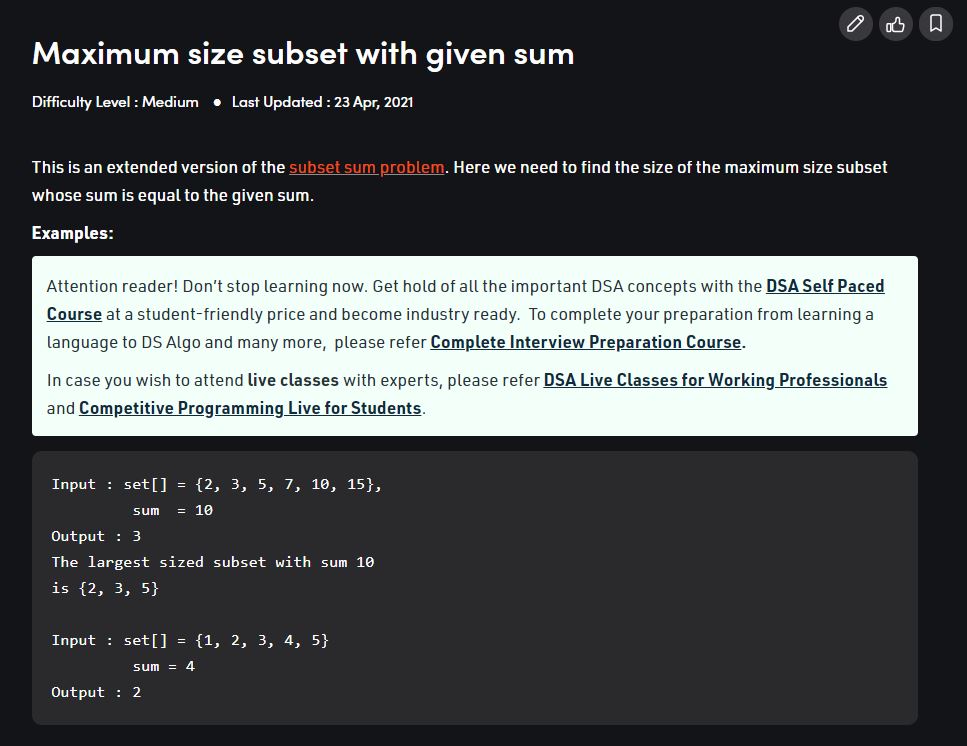 Maximum size subset with given sum
Difficulty Level : Medium ● Last Updated : 23 Apr, 2021
This is an extended version of the subset sum problem. Here we need to find the size of the maximum size subset
whose sum is equal to the given sum.
Examples:
Attention reader! Don’t stop learning now. Get hold of all the important DSA concepts with the DSA Self Paced
Course at a student-friendly price and become industry ready.  To complete your preparation from learning a
language to DS Algo and many more,  please refer Complete Interview Preparation Course.
In case you wish to attend live classes with experts, please refer DSA Live Classes for Working Professionals
and Competitive Programming Live for Students.
Input : set[] = {2, 3, 5, 7, 10, 15},
         sum  = 10
Output : 3
The largest sized subset with sum 10
is {2, 3, 5}
Input : set[] = {1, 2, 3, 4, 5}
         sum = 4
Output : 2